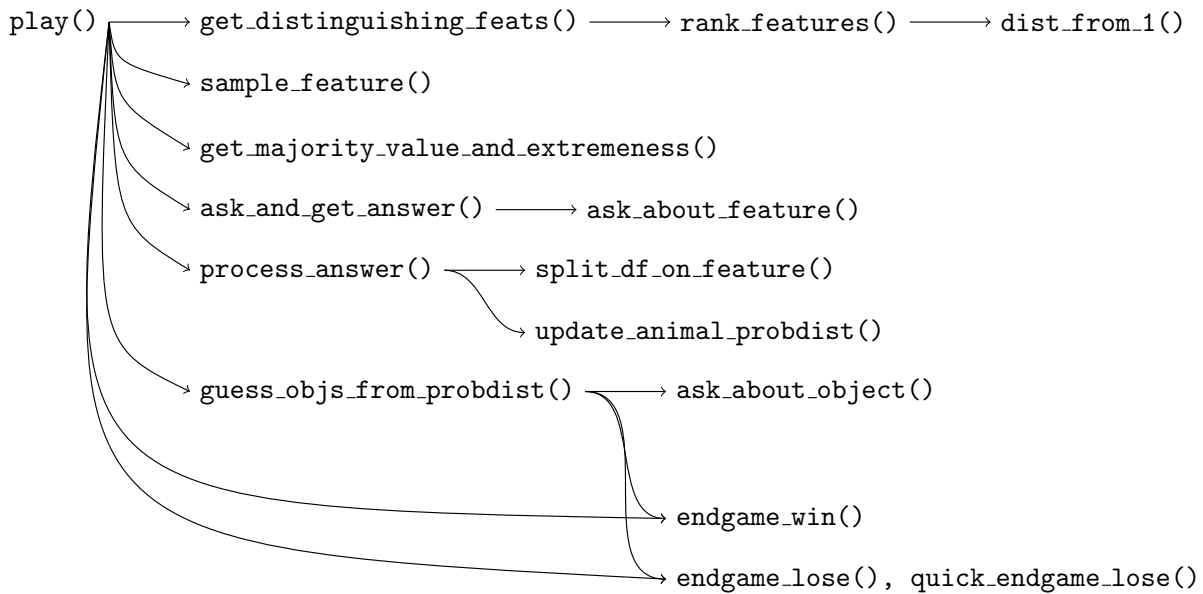 play() get_distinguishing_feats() rank_features() dist_from_1()
sample_feature()
get_majority_value_and_extremeness()
ask_and_get_answer() ask_about_feature()
process_answer() split_df_on_feature()
update_animal_probdist()
guess_objs_from_probdist() ask_about_object()
endgame_win()
endgame_lose(), quick_endgame_lose()